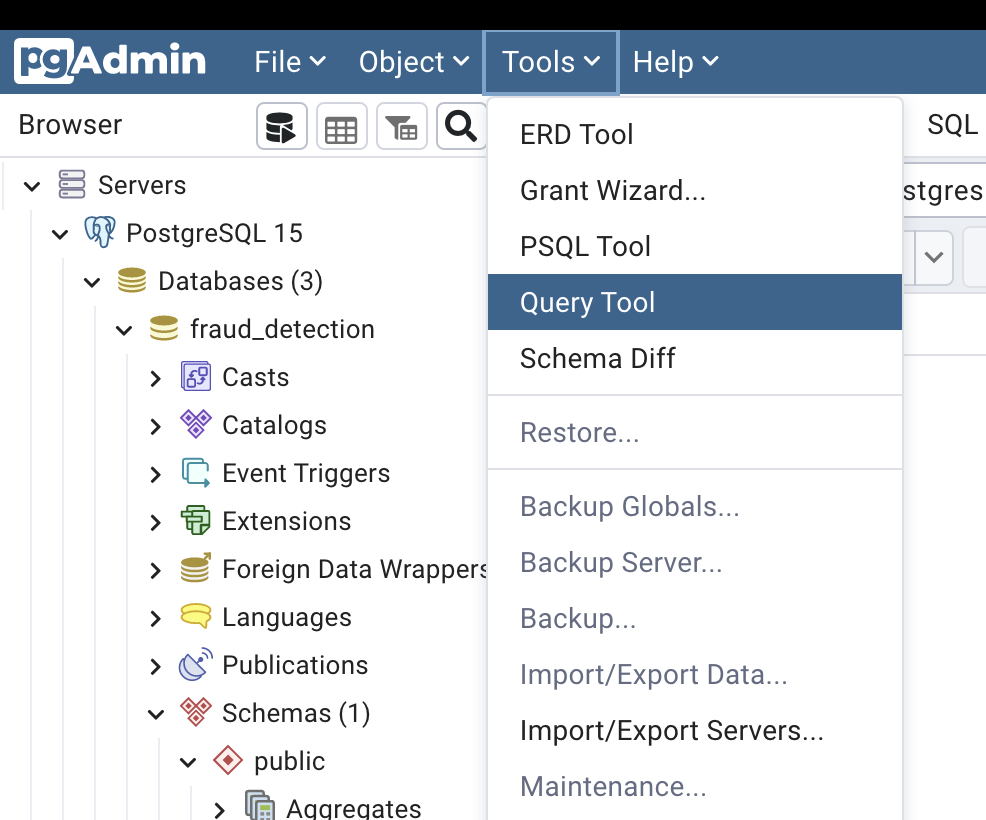 pgAdmin File Object Tools Help
Browser
ERD Tool
Grant Wizard...
PSQL Tool
Query Tool
Schema Diff
Restore...
Backup Globals...
Backup Server...
Backup...
Import/Export Data...
Import/Export Servers...
Maintenance...
SQL
stgres
Servers
PostgreSQL 15
Databases (3)
fraud_detection
Casts
Catalogs
Event Triggers
Extensions
Foreign Data Wrappers
Languages
Publications
Schemas (1)
public
Aggregates